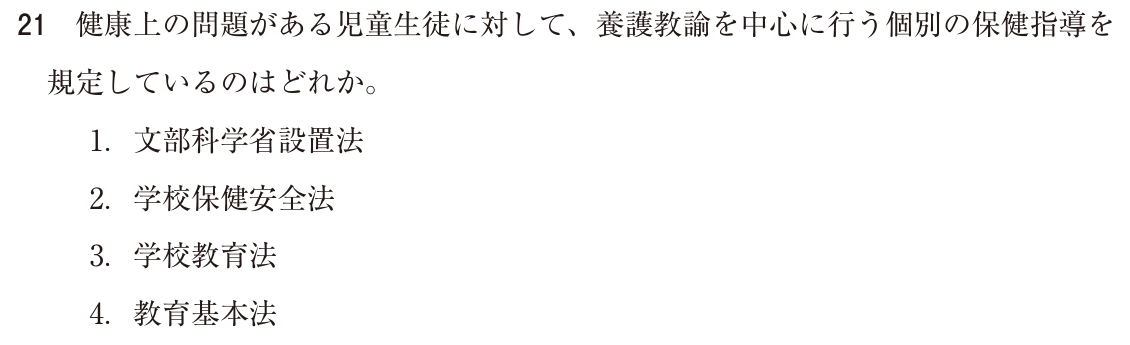 21 健康上の問題がある児童生徒に対して、養護教諭を中心に行う個別の保健指導を
規定しているのはどれか。
1. 文部科学省設置法
2. 学校保健安全法
3. 学校教育法
4. 教育基本法